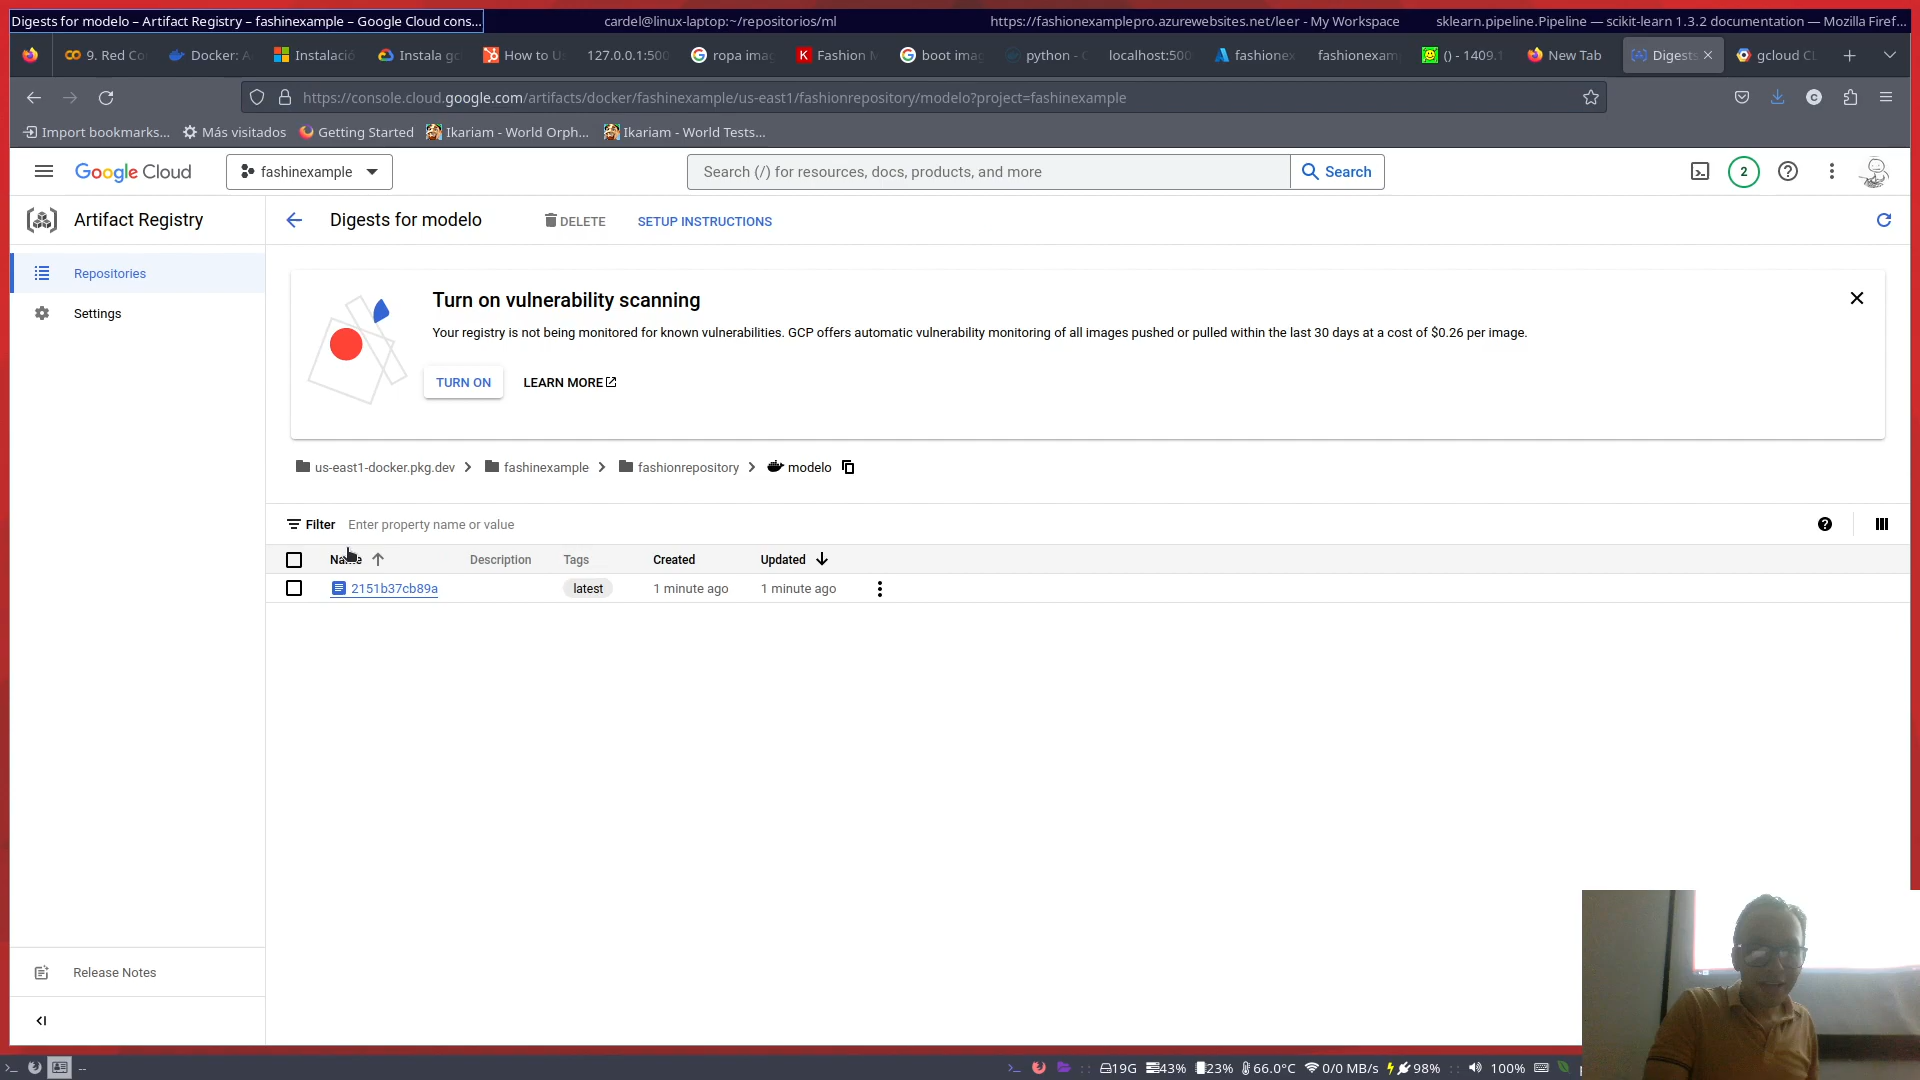 Digests for modelo – Artifact Registry – fashinexample – Google Cloud cons...
cardel@linux-laptop:~/repositorios/ml
https://fashionexamplepro.azurewebsites.net/leer - My Workspace
sklearn.pipeline.Pipeline — scikit-learn 1.3.2 documentation — Mozilla Firef...
9. Red Co
Docker: A
Instalació
Instala gc
How to U
127.0.0.1:500
ropa imag
Fashion M
boot imag
python - C
localhost:500
fashionex
fashionexam
() - 1409.1
New Tab
Digests
gcloud CL
https://console.cloud.google.com/artifacts/docker/fashinexample/us-east1/fashionrepository/modelo?project=fashinexample
Import bookmarks...
Más visitados
Getting Started
Ikariam - World Orph...
Ikariam - World Tests...
Google Cloud
fashinexample
Search (/) for resources, docs, products, and more
Search
2
Artifact Registry
Digests for modelo
DELETE
SETUP INSTRUCTIONS
Repositories
Settings
Turn on vulnerability scanning
Your registry is not being monitored for known vulnerabilities. GCP offers automatic vulnerability monitoring of all images pushed or pulled within the last 30 days at a cost of $0.26 per image.
TURN ON
LEARN MORE
us-east1-docker.pkg.dev
fashinexample
fashionrepository
modelo
Filter
Enter property name or value
Name
Description
Tags
Created
Updated
2151b37cb89a
latest
1 minute ago
1 minute ago
Release Notes
--
19G
43%
23%
66.0°C
0/0 MB/s
98%
100%